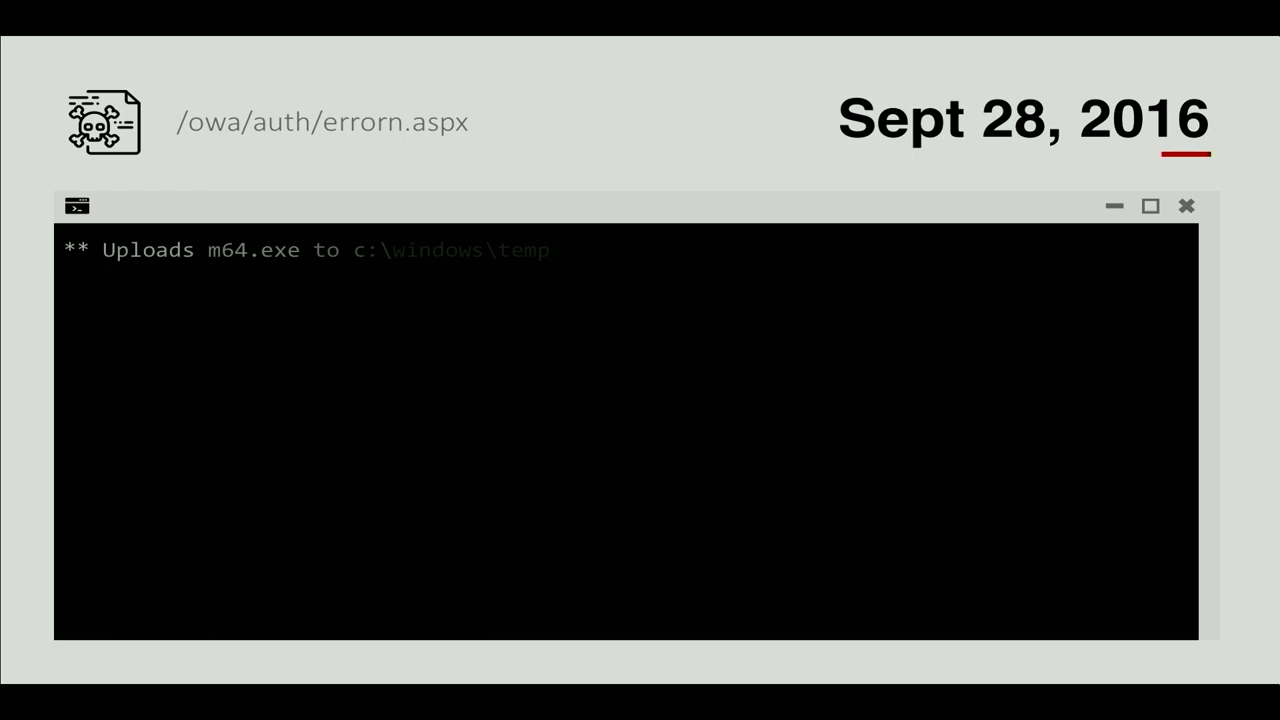 /owa/auth/errorn.aspx
Sept 28, 2016
** Uploads m64.exe to c:\windows\temp